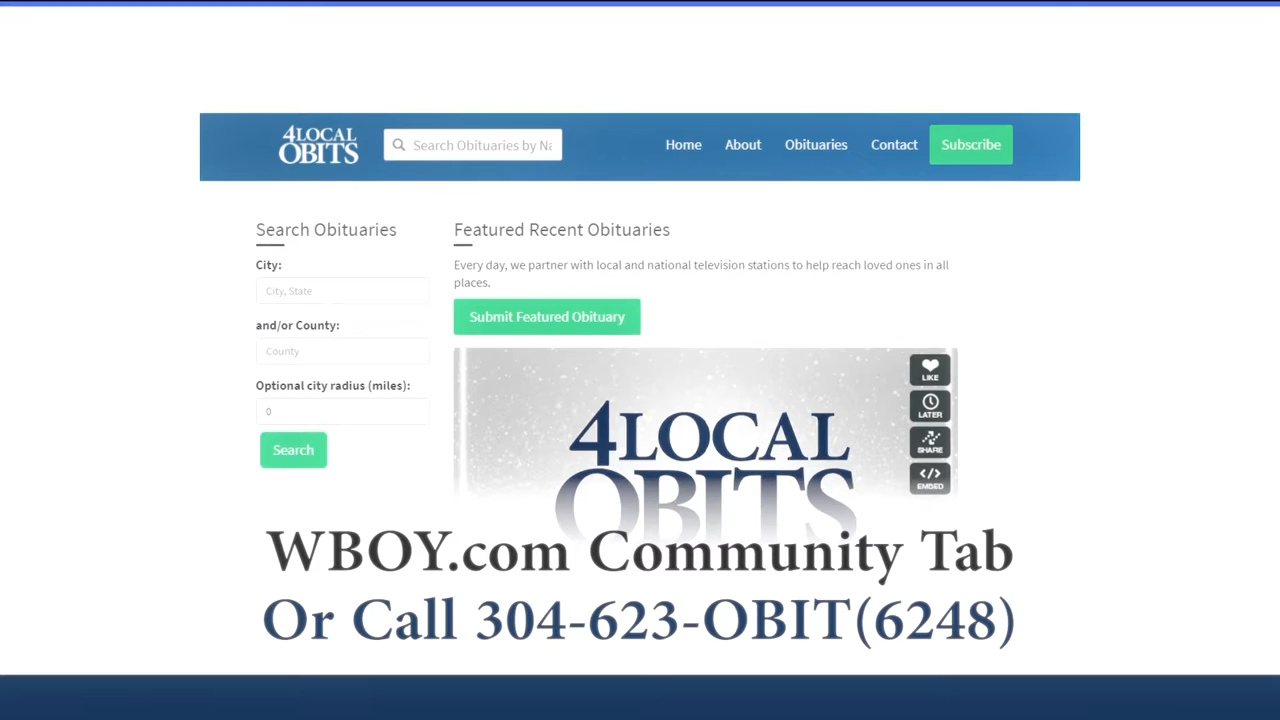 4LOCAL
OBITS
Search Obituaries by Na
Home
About
Obituaries
Contact
Subscribe
Search Obituaries
City:
City, State
and/or County:
County
Optional city radius (miles):
0
Search
Featured Recent Obituaries
Every day, we partner with local and national television stations to help reach loved ones in all
places.
Submit Featured Obituary
LIKE
LATER
SHARE
EMBED
4LOCAL
OBITS
WBOY.com Community Tab
Or Call 304-623-OBIT(6248)